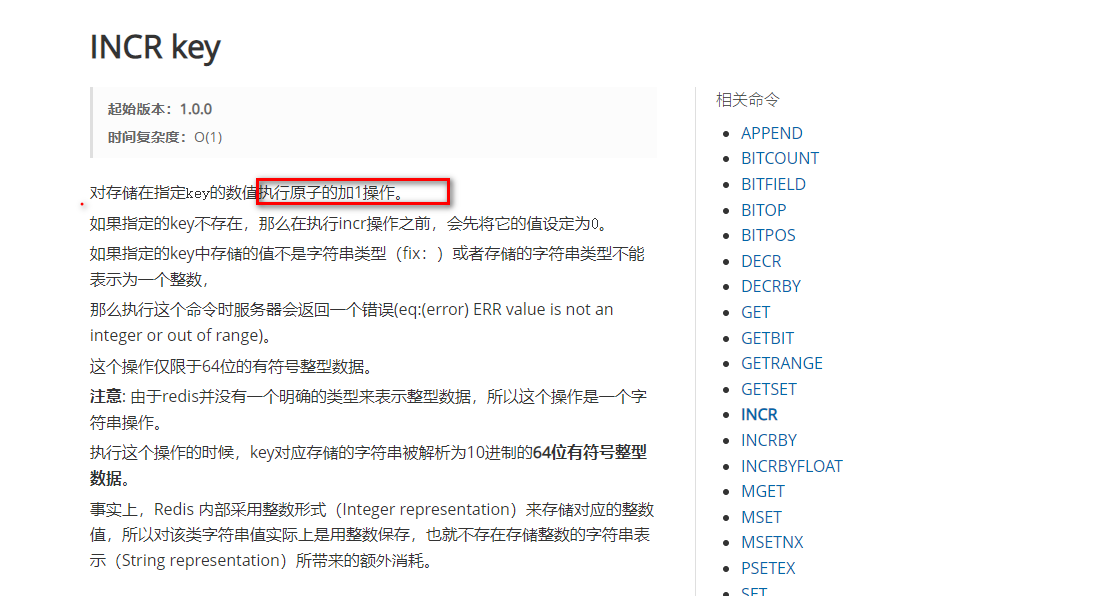 INCR key
起始版本：1.0.0
时间复杂度：O(1)
对存储在指定key的数值执行原子的加1操作。
如果指定的key不存在，那么在执行incr操作之前，会先将它的值设定为0。
如果指定的key中存储的值不是字符串类型（fix：）或者存储的字符串类型不能
表示为一个整数，
那么执行这个命令时服务器会返回一个错误(eq:(error) ERR value is not an
integer or out of range)。
这个操作仅限于64位的有符号整型数据。
注意: 由于redis并没有一个明确的类型来表示整型数据，所以这个操作是一个字
符串操作。
执行这个操作的时候，key对应存储的字符串被解析为10进制的64位有符号整型
数据。
事实上，Redis 内部采用整数形式（Integer representation）来存储对应的整数
值，所以对该类字符串值实际上是用整数保存，也就不存在存储整数的字符串表
示（String representation）所带来的额外消耗。
相关命令
APPEND
BITCOUNT
BITFIELD
BITOP
BITPOS
DECR
DECRBY
GET
GETBIT
GETRANGE
GETSET
INCR
INCRBY
INCRBYFLOAT
MGET
MSET
MSETNX
PSETEX
SET